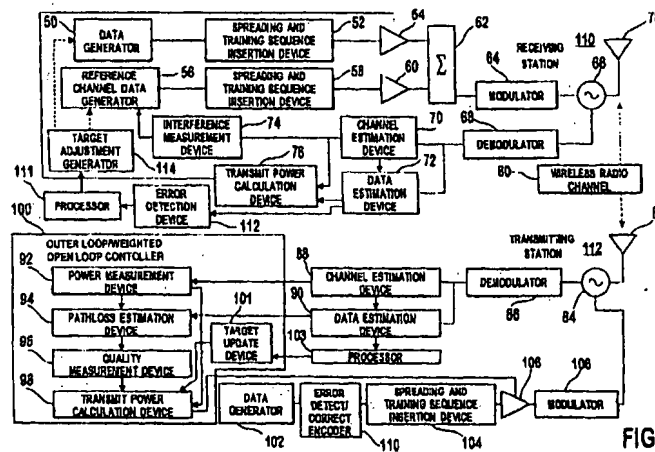 50
DATA
GENERATOR
SPREADING AND
TRAINING SEQUENCE
INSERTION DEVICE
52
54
62
REFERENCE
CHANNEL DATA
GENERATOR
56
SPREADING AND
TRAINING SEQUENCE
INSERTION DEVICE
58
60
Σ
RECEIVING
STATION
110
64
MODULATOR
68
DEMODULATOR
TARGET
ADJUSTMENT
GENERATOR
114
INTERFERENCE
MEASUREMENT
DEVICE
74
CHANNEL
ESTIMATION
DEVICE
70
72
TRANSMIT POWER
CALCULATION DEVICE
76
DATA
ESTIMATION
DEVICE
80
WIRELESS RADIO
CHANNEL
111
PROCESSOR
ERROR
DETECTION
DEVICE
112
100
OUTER LOOP/WEIGHTED
OPEN LOOP CONTOLLER
TRANSMITTING
STATION
112
92
POWER MEASUREMENT
DEVICE
88
CHANNEL ESTIMATION
DEVICE
DEMODULATOR
84
94
PATHLOSS ESTIMATION
DEVICE
101
TARGET
UPDATE
DEVICE
90
DATA ESTIMATION
DEVICE
103
PROCESSOR
QUALITY
MEASUREMENT DEVICE
98
TRANSMIT POWER
CALCULATION DEVICE
DATA
GENERATOR
102
ERROR
DETECT/
CORRECT
ENCODER
110
SPREADING AND
TRAINING SEQUENCE
INSERTION DEVICE
104
106
MODULATOR
FIG